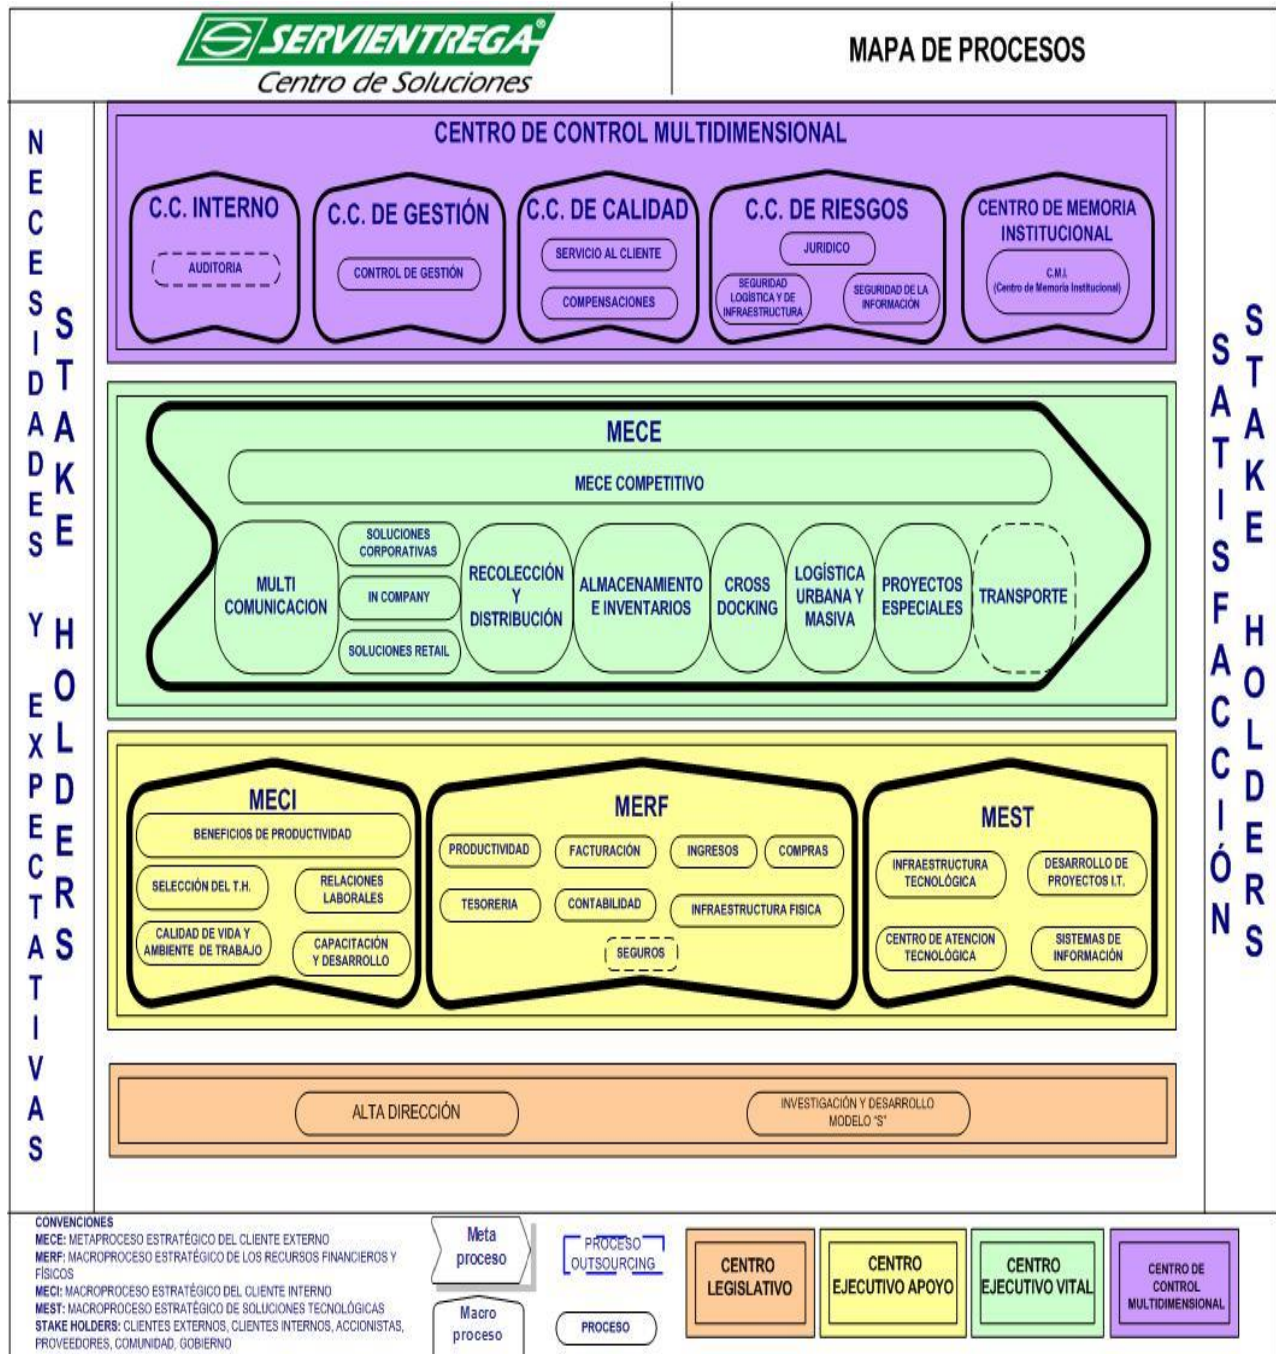 SERVIENTREGA®
Centro de Soluciones
MAPA DE PROCESOS
NECESIDADES Y EXPECTATIVAS
STAKE HOLDERS
CENTRO DE CONTROL MULTIDIMENSIONAL
C.C. INTERNO
AUDITORIA
C.C. DE GESTIÓN
CONTROL DE GESTIÓN
C.C. DE CALIDAD
SERVICIO AL CLIENTE
COMPENSACIONES
C.C. DE RIESGOS
JURIDICO
SEGURIDAD
LOGÍSTICA Y DE
INFRAESTRUCTURA
SEGURIDAD DE LA
INFORMACIÓN
CENTRO DE MEMORIA
INSTITUCIONAL
C.M.I.
(Centro de Memoria Institucional)
MECE
MECE COMPETITIVO
MULTI
COMUNICACION
SOLUCIONES
CORPORATIVAS
IN COMPANY
SOLUCIONES RETAIL
RECOLECCIÓN
Y
DISTRIBUCIÓN
ALMACENAMIENTO
E INVENTARIOS
CROSS
DOCKING
LOGÍSTICA
URBANA Y
MASIVA
PROYECTOS
ESPECIALES
TRANSPORTE
MECI
BENEFICIOS DE PRODUCTIVIDAD
SELECCIÓN DEL T.H.
RELACIONES
LABORALES
CALIDAD DE VIDA Y
AMBIENTE DE TRABAJO
CAPACITACIÓN
Y DESARROLLO
MERF
PRODUCTIVIDAD
FACTURACIÓN
INGRESOS
COMPRAS
TESORERIA
CONTABILIDAD
INFRAESTRUCTURA FISICA
SEGUROS
MEST
INFRAESTRUCTURA
TECNOLÓGICA
DESARROLLO DE
PROYECTOS I.T.
CENTRO DE ATENCION
TECNOLÓGICA
SISTEMAS DE
INFORMACIÓN
ALTA DIRECCIÓN
INVESTIGACIÓN Y DESARROLLO
MODELO "S"
SATISFACCIÓN
STAKE HOLDERS
CONVENCIONES
MECE: METAPROCESO ESTRATÉGICO DEL CLIENTE EXTERNO
MERF: MACROPROCESO ESTRATÉGICO DE LOS RECURSOS FINANCIEROS Y
FÍSICOS
MECI: MACROPROCESO ESTRATÉGICO DEL CLIENTE INTERNO
MEST: MACROPROCESO ESTRATÉGICO DE SOLUCIONES TECNOLÓGICAS
STAKE HOLDERS: CLIENTES EXTERNOS, CLIENTES INTERNOS, ACCIONISTAS,
PROVEEDORES, COMUNIDAD, GOBIERNO
Meta
proceso
Macro
proceso
PROCESO
OUTSOURCING
PROCESO
CENTRO
LEGISLATIVO
CENTRO
EJECUTIVO APOYO
CENTRO
EJECUTIVO VITAL
CENTRO DE
CONTROL
MULTIDIMENSIONAL